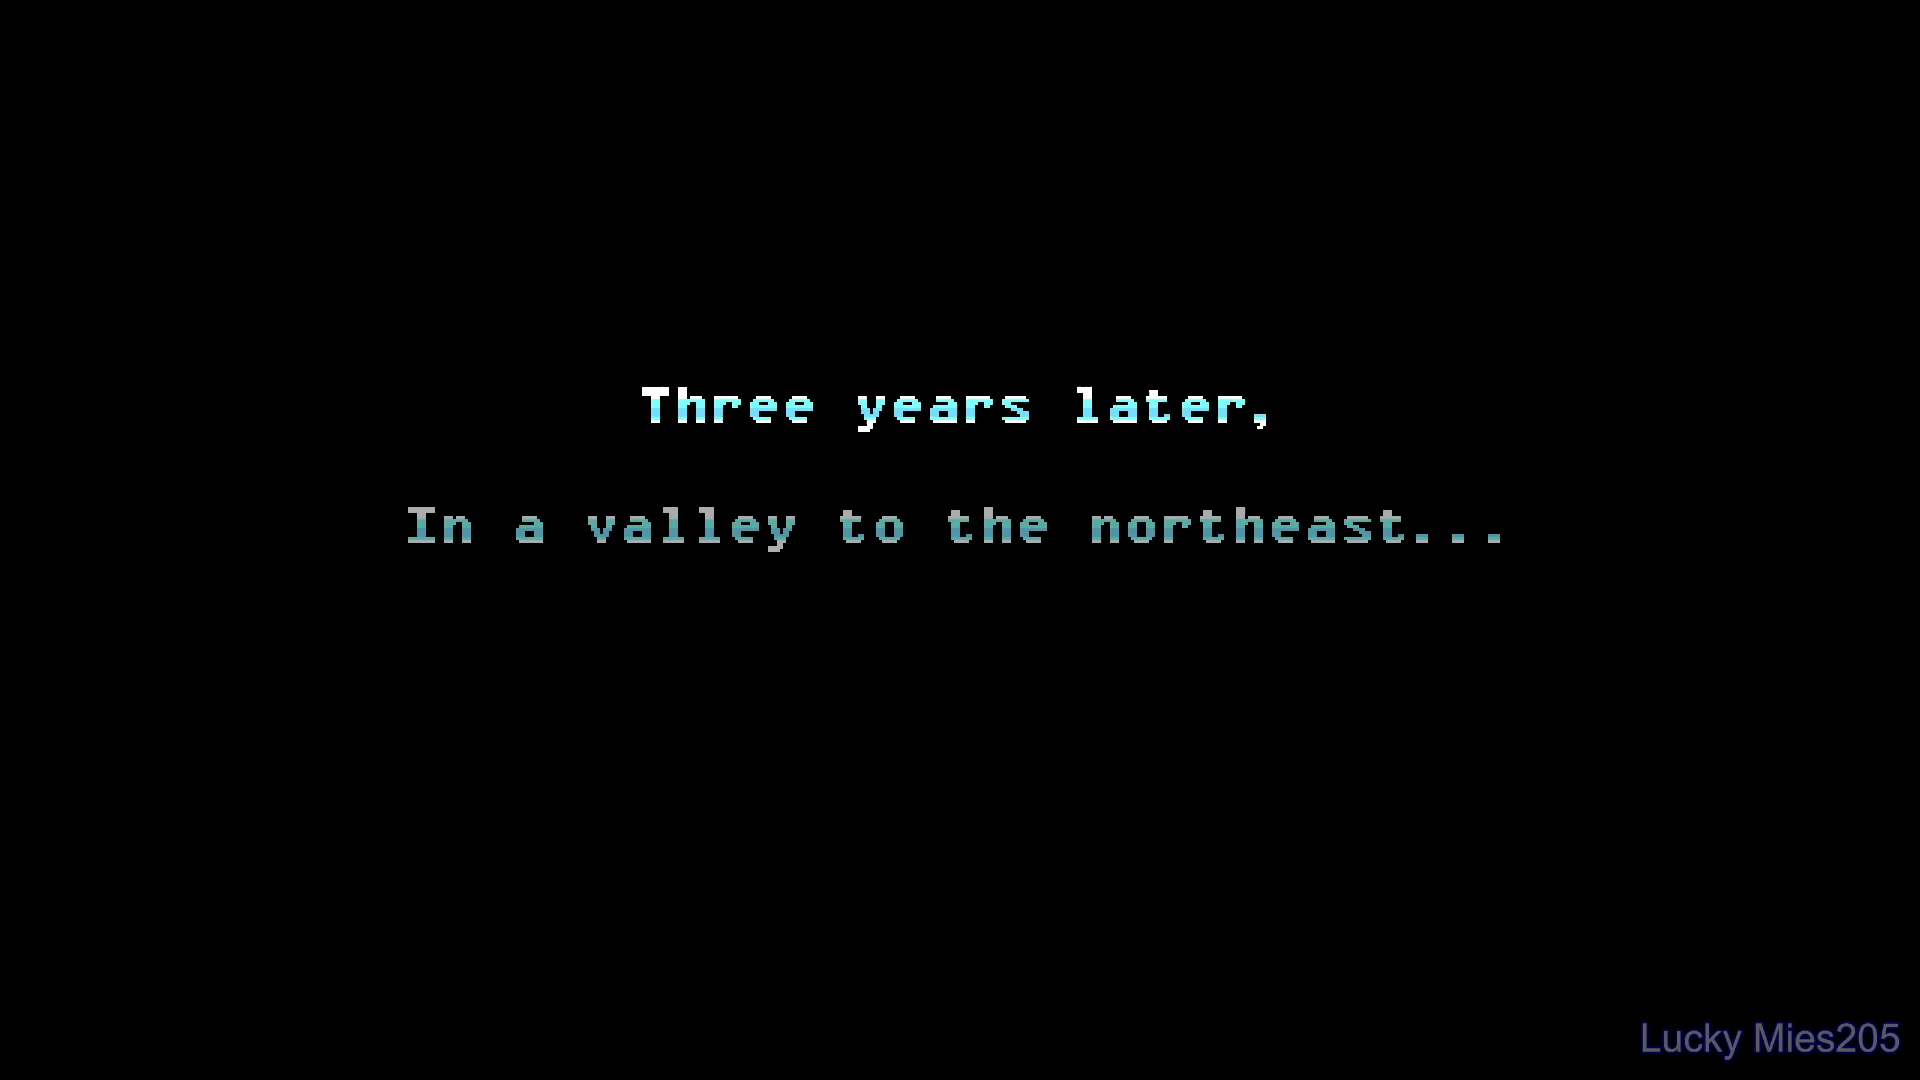 Three years later,
In a valley to the northeast...
Lucky Mies205